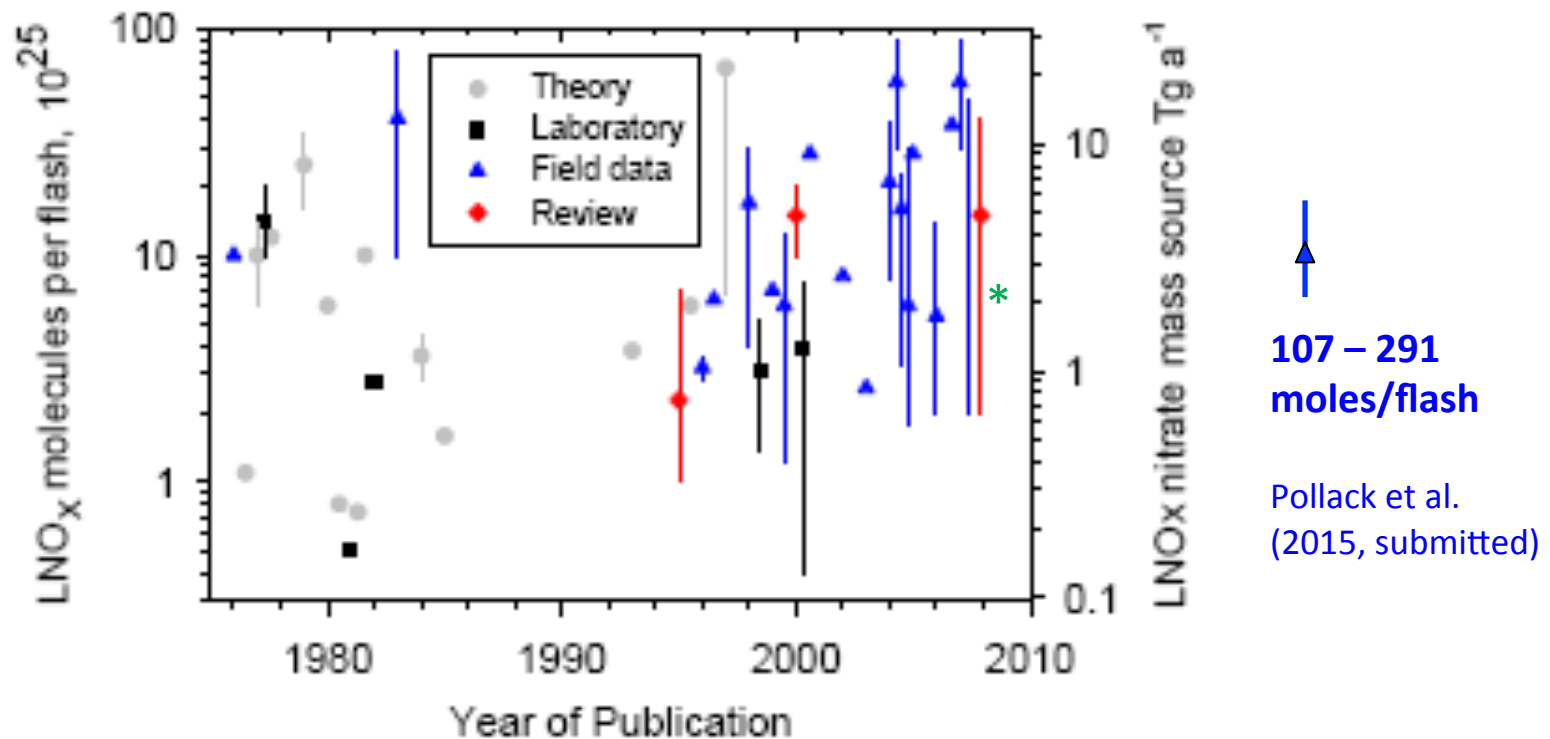 LNOX molecules per flash, 10^25
100
10
1
Theory
Laboratory
Field data
Review
*
10
1
0.1
LNOx nitrate mass source Tg a^-1
1980 1990 2000 2010
Year of Publication
107 – 291
moles/flash
Pollack et al.
(2015, submitted)